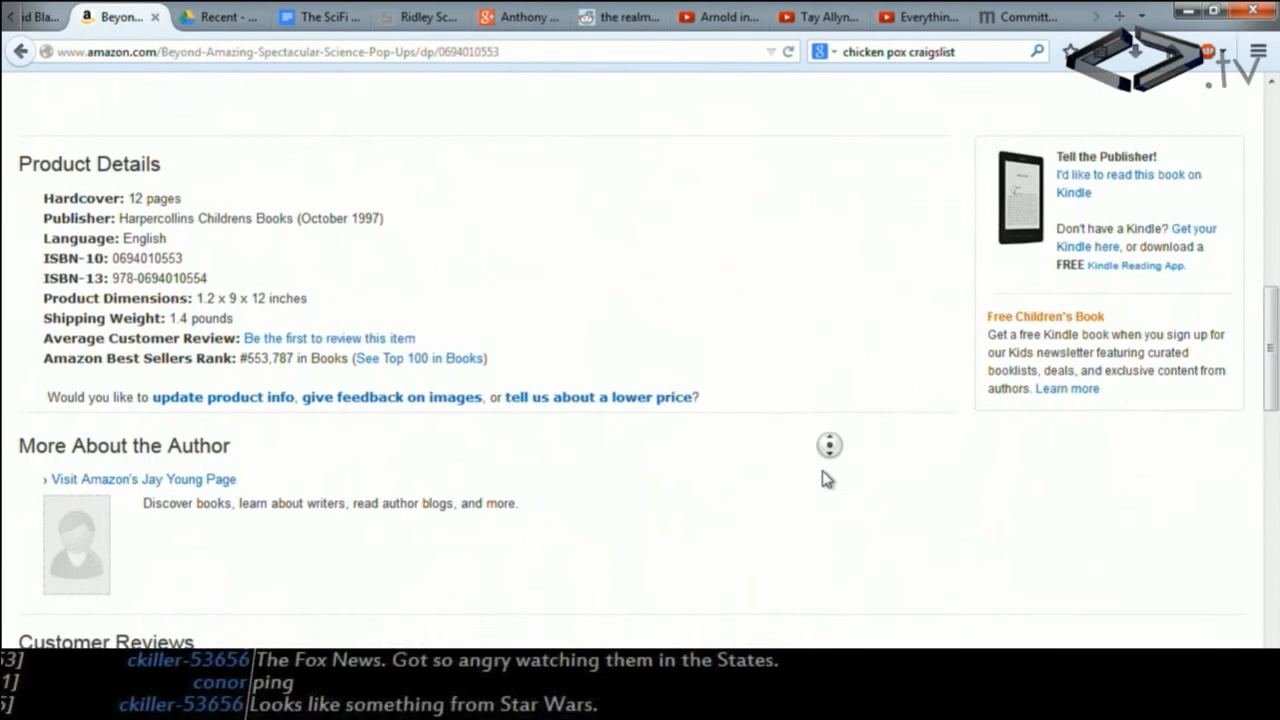 id Bla...
Beyon...
Recent - ...
The SciFi ...
Ridley Sc...
Anthony ...
the realm...
Arnold in...
Tay Allyn...
Everythin...
Committ...
www.amazon.com/Beyond-Amazing-Spectacular-Science-Pop-Ups/dp/0694010553
chicken pox craigslist
.tv
Product Details
Hardcover: 12 pages
Publisher: Harpercollins Childrens Books (October 1997)
Language: English
ISBN-10: 0694010553
ISBN-13: 978-0694010554
Product Dimensions: 1.2 x 9 x 12 inches
Shipping Weight: 1.4 pounds
Average Customer Review: Be the first to review this item
Amazon Best Sellers Rank: #553,787 in Books (See Top 100 in Books)
Would you like to update product info, give feedback on images, or tell us about a lower price?
Tell the Publisher!
I'd like to read this book on
Kindle
Don't have a Kindle? Get your
Kindle here, or download a
FREE Kindle Reading App.
Free Children's Book
Get a free Kindle book when you sign up for
our Kids newsletter featuring curated
booklists, deals, and exclusive content from
authors. Learn more
More About the Author
› Visit Amazon's Jay Young Page
Discover books, learn about writers, read author blogs, and more.
Customer Reviews
53] ckiller-53656 The Fox News. Got so angry watching them in the States.
1] conor ping
5] ckiller-53656 Looks like something from Star Wars.